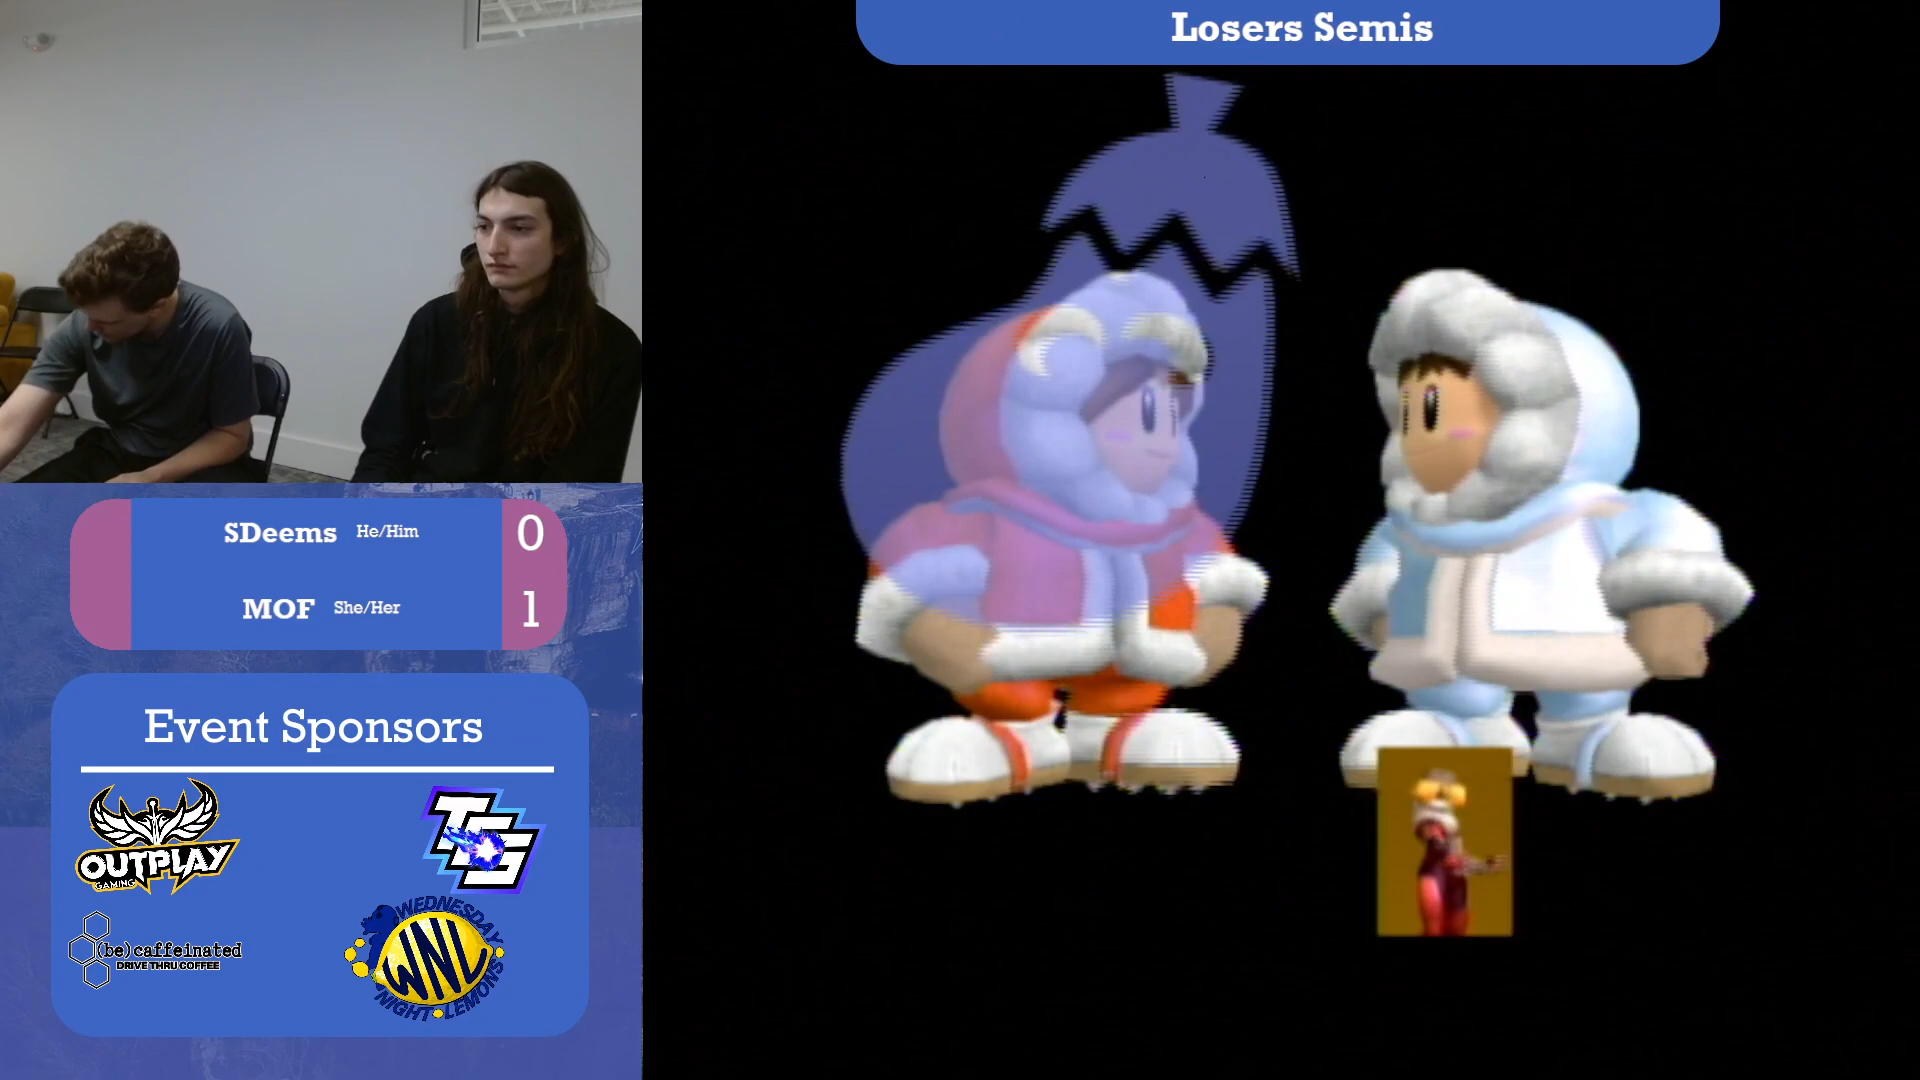 Losers Semis
SDeems He/Him 0
MOF She/Her 1
Event Sponsors
OUTPLAY
GAMING
TGG
(be)caffeinated
DRIVE THRU COFFEE
WEDNESDAY
WNL
NIGHT LEMONS